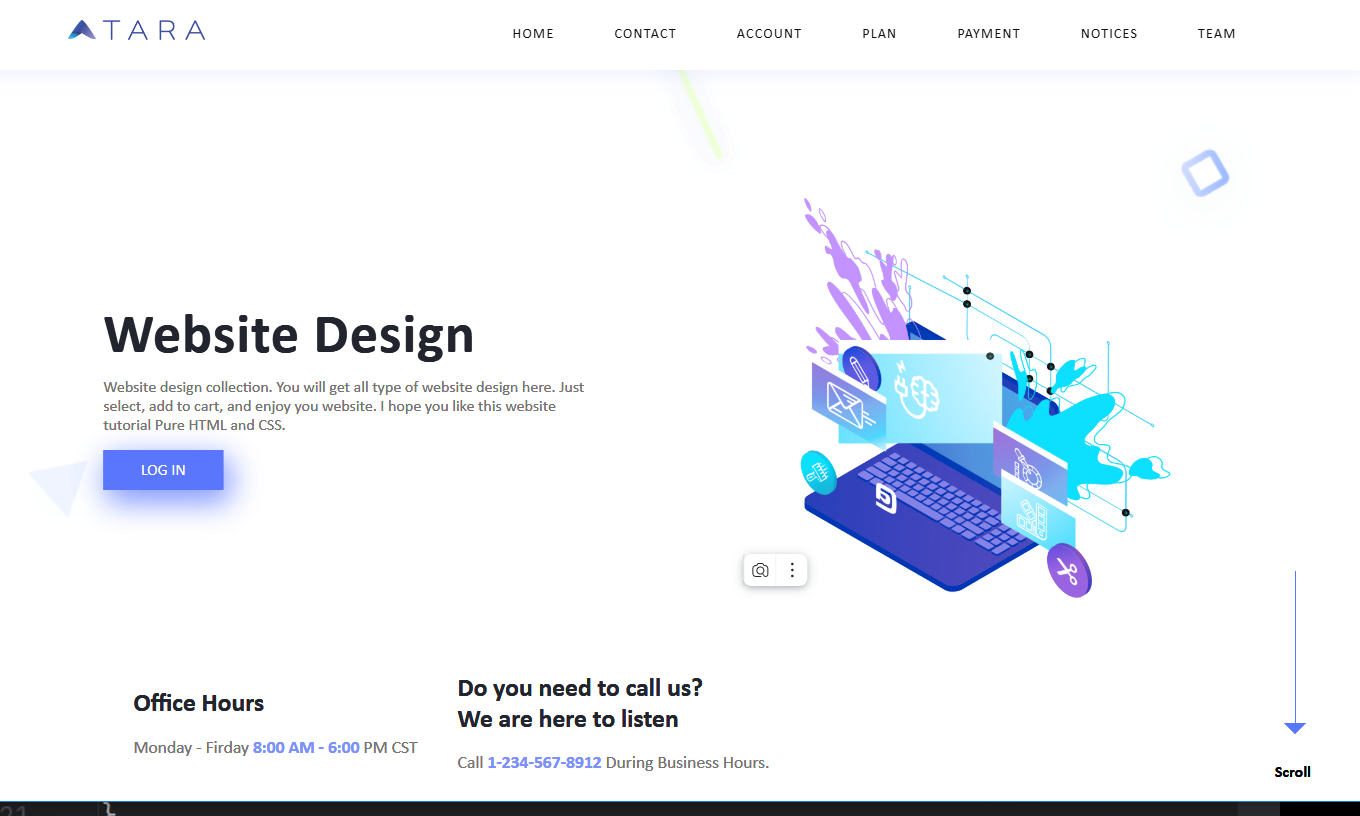 ATARA
HOME CONTACT ACCOUNT PLAN PAYMENT NOTICES TEAM
Website Design
Website design collection. You will get all type of website design here. Just
select, add to cart, and enjoy you website. I hope you like this website
tutorial Pure HTML and CSS.
LOG IN
Office Hours
Monday - Firday 8:00 AM - 6:00 PM CST
Do you need to call us?
We are here to listen
Call 1-234-567-8912 During Business Hours.
Scroll
}